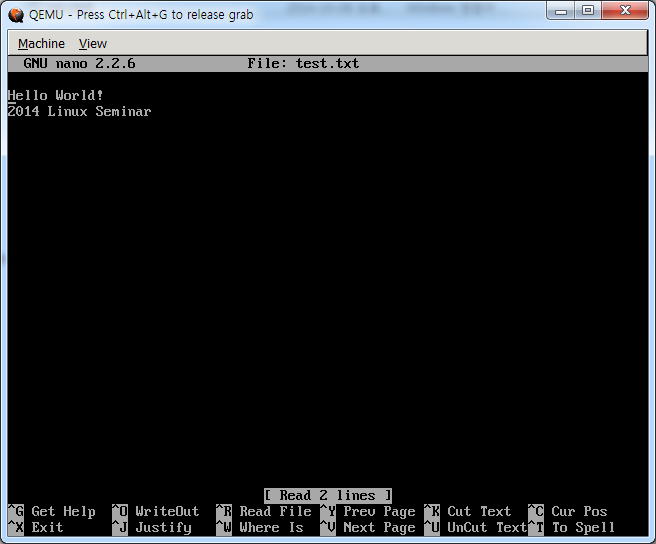 QEMU - Press Ctrl+Alt+G to release grab
Machine View
GNU nano 2.2.6 File: test.txt
Hello World!
2014 Linux Seminar
[ Read 2 lines ]
^G Get Help ^O WriteOut ^R Read File ^Y Prev Page ^K Cut Text ^C Cur Pos
^X Exit ^J Justify ^W Where Is ^V Next Page ^U UnCut Text ^T To Spell